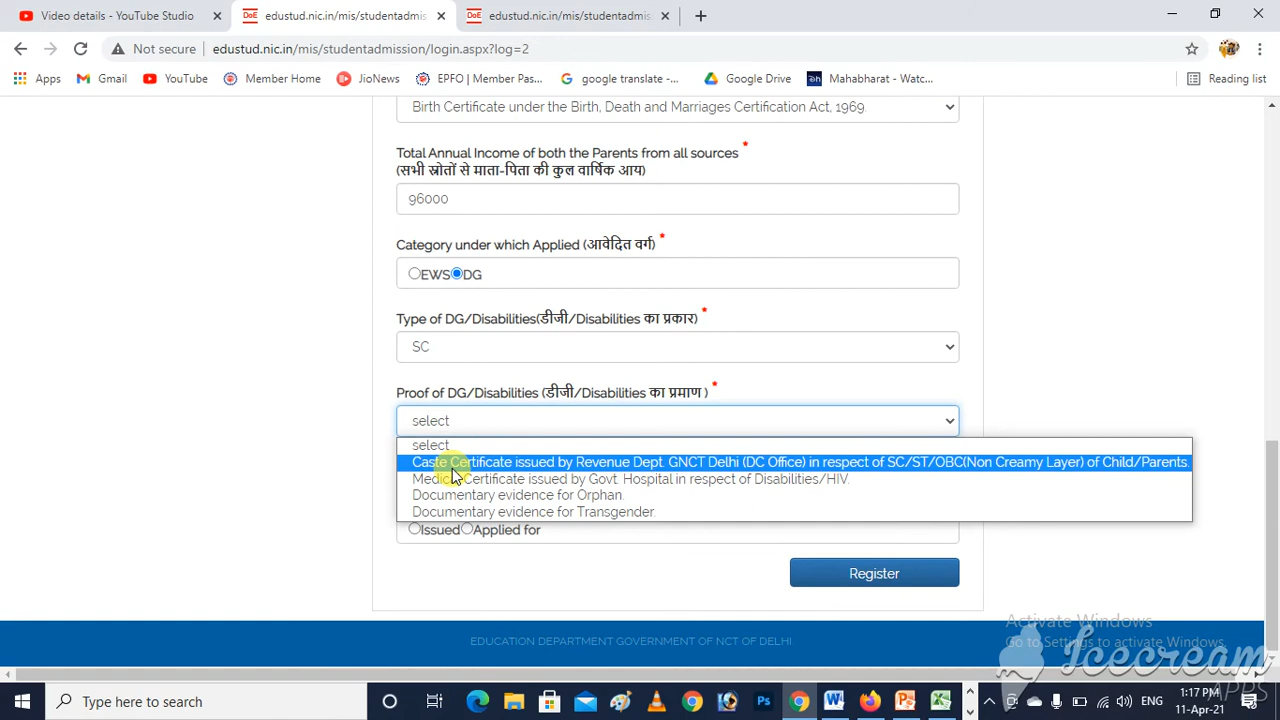 Video details - YouTube Studio
edustud.nic.in/mis/studentadmis
edustud.nic.in/mis/studentadmis
Not secure
edustud.nic.in/mis/studentadmission/login.aspx?log=2
Apps
Gmail
YouTube
Member Home
JioNews
EPFO | Member Pas...
google translate -...
Google Drive
Mahabharat - Watc...
Reading list
Birth Certificate under the Birth, Death and Marriages Certification Act, 1969.
Total Annual Income of both the Parents from all sources *
(सभी स्रोतों से माता-पिता की कुल वार्षिक आय)
96000
Category under which Applied (आवेदित वर्ग) *
EWS DG
Type of DG/Disabilities(डीजी/Disabilities का प्रकार) *
SC
Proof of DG/Disabilities (डीजी/Disabilities का प्रमाण ) *
select
select
Caste Certificate issued by Revenue Dept. GNCT Delhi (DC Office) in respect of SC/ST/OBC(Non Creamy Layer) of Child/Parents.
Medical Certificate issued by Govt. Hospital in respect of Disabilities/HIV.
Documentary evidence for Orphan.
Documentary evidence for Transgender.
Issued Applied for
Register
EDUCATION DEPARTMENT GOVERNMENT OF NCT OF DELHI
Activate Windows
Go to Settings to activate Windows.
Icecream
APPS
Type here to search
ENG
1:17 PM
11-Apr-21